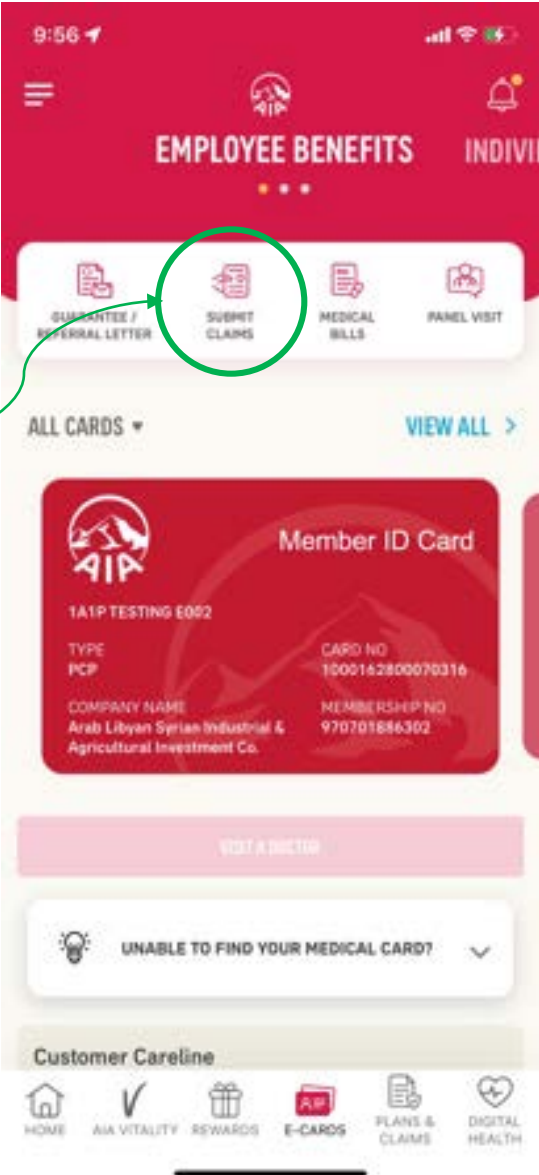 9:56
AIA
EMPLOYEE BENEFITS
INDIVI
GUARANTEE /
REFERRAL LETTER
SUBMIT
CLAIMS
MEDICAL
BILLS
PANEL VISIT
ALL CARDS
VIEW ALL >
AIA
Member ID Card
1A1P TESTING E002
TYPE
PCP
CARD NO
1000162800070316
COMPANY NAME
Arab Libyan Syrian Industrial &
Agricultural Investment Co.
MEMBERSHIP NO
970701886302
VISIT A DOCTOR
UNABLE TO FIND YOUR MEDICAL CARD?
Customer Careline
HOME
AIA VITALITY
REWARDS
AIA
E-CARDS
PLANS &
CLAIMS
DIGITAL
HEALTH